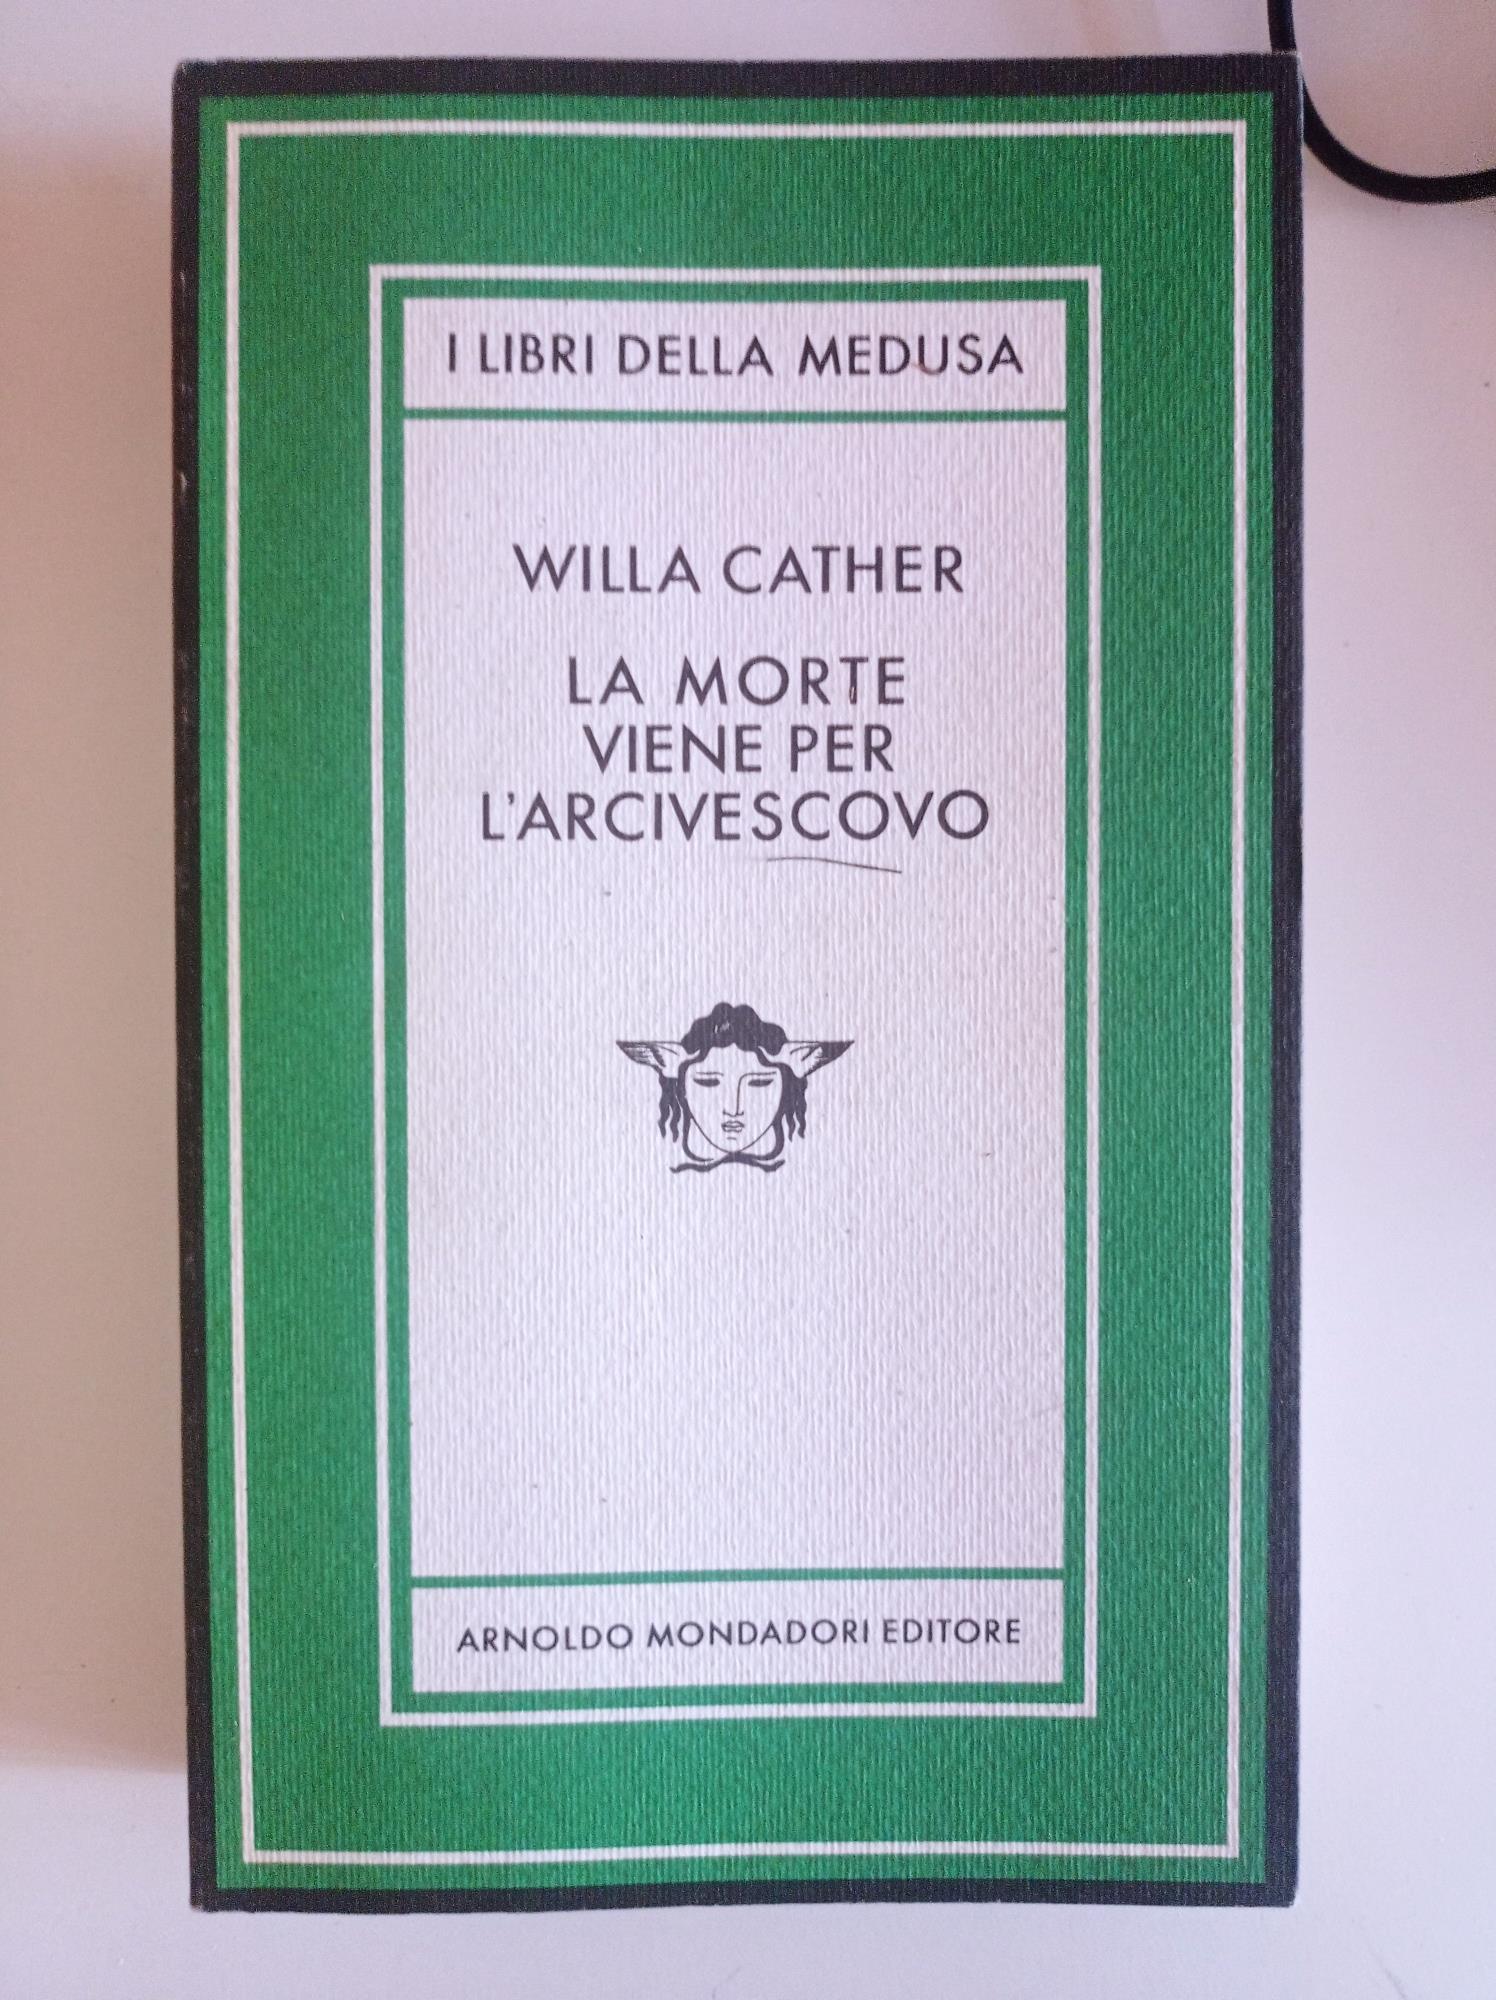 I LIBRI DELLA MEDUSA
WILLA CATHER
LA MORTE
VIENE PER
L'ARCIVESCOVO
ARNOLDO MONDADORI EDITORE